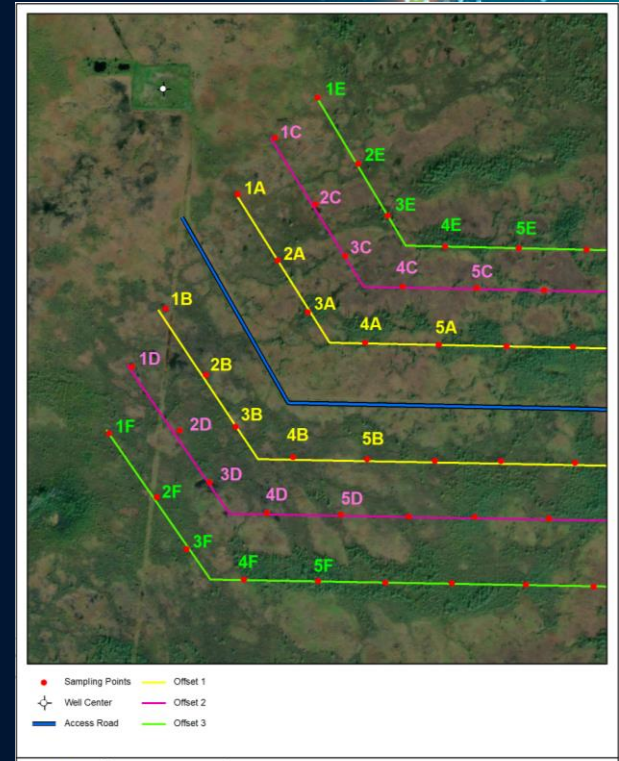 1E
1C
2E
1A
2C
3E
4E
5E
2A
3C
4C
5C
1B
3A
4A
5A
1D
2B
1F
2D
3B
4B
5B
2F
3D
4D
5D
3F
4F
5F
Sampling Points
Offset 1
Well Center
Offset 2
Access Road
Offset 3